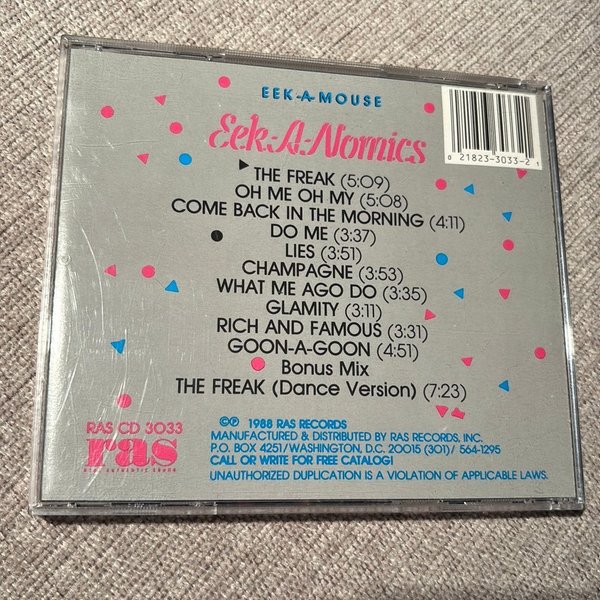 EEK-A-MOUSE
Eek-A-Nomics
0 21823-3033-2 1
THE FREAK (5:09)
OH ME OH MY (5:08)
COME BACK IN THE MORNING (4:11)
DO ME (3:37)
LIES (3:51)
CHAMPAGNE (3:53)
WHAT ME AGO DO (3:35)
GLAMITY (3:11)
RICH AND FAMOUS (3:31)
GOON-A-GOON (4:51)
Bonus Mix
THE FREAK (Dance Version) (7:23)
RAS CD 3033
ras
REAL AUTHENTIC SOUND
©℗ 1988 RAS RECORDS
MANUFACTURED & DISTRIBUTED BY RAS RECORDS, INC.
P.O. BOX 4251/WASHINGTON, D.C. 20015 (301) / 564-1295
CALL OR WRITE FOR FREE CATALOG!
UNAUTHORIZED DUPLICATION IS A VIOLATION OF APPLICABLE LAWS.